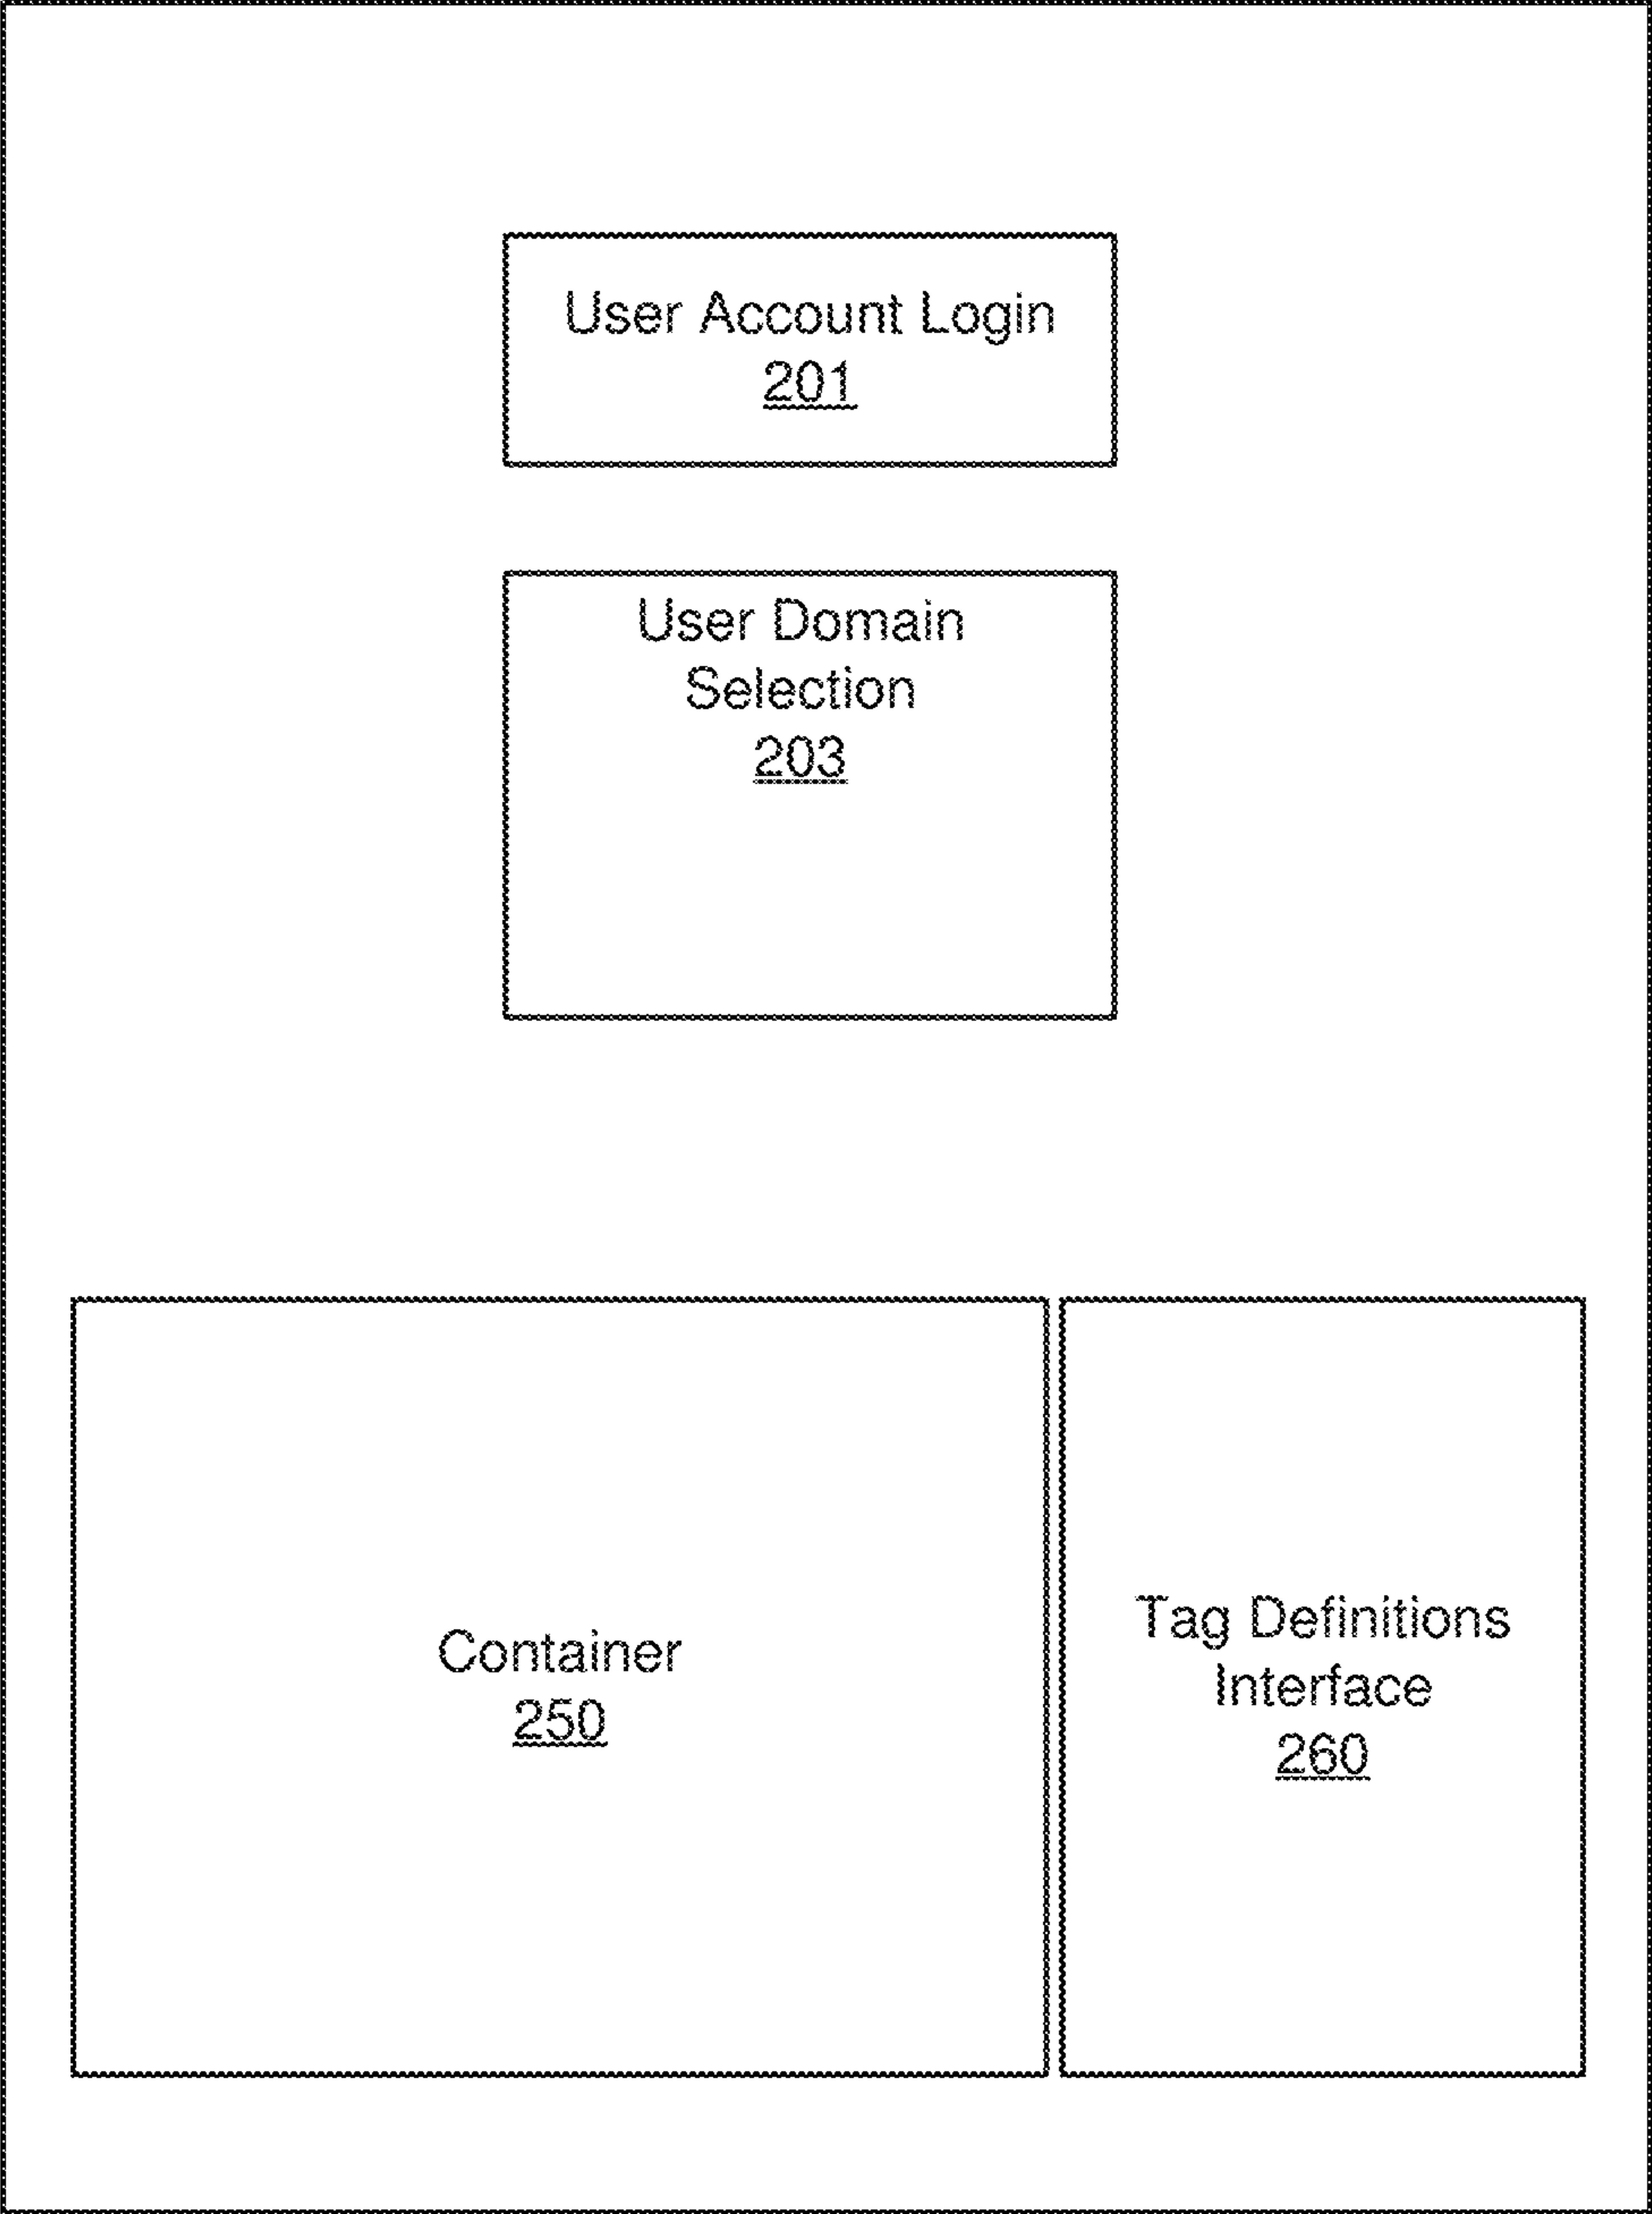 User Account Login
201
User Domain
Selection
203
Container
250
Tag Definitions
Interface
260